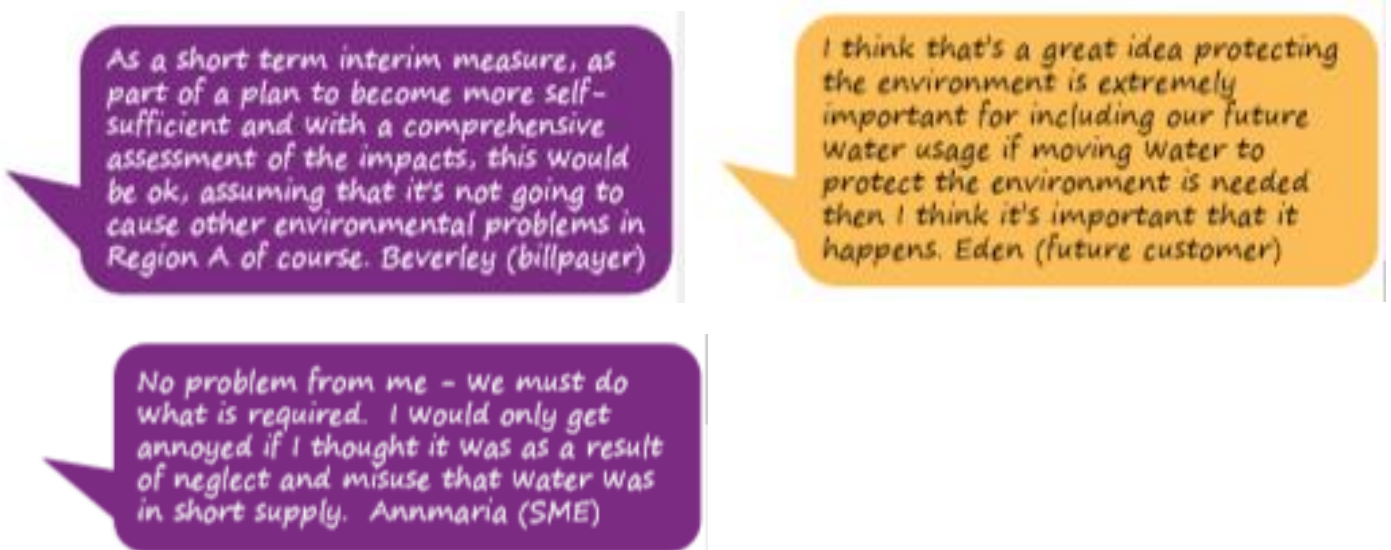 As a short term interim measure, as
part of a plan to become more self-
sufficient and with a comprehensive
assessment of the impacts, this would
be ok, assuming that it's not going to
cause other environmental problems in
Region A of course. Beverley (billpayer)
I think that's a great idea protecting
the environment is extremely
important for including our future
water usage if moving water to
protect the environment is needed
then I think it's important that it
happens. Eden (future customer)
No problem from me - we must do
what is required. I would only get
annoyed if I thought it was as a result
of neglect and misuse that water was
in short supply. Annmaria (SME)